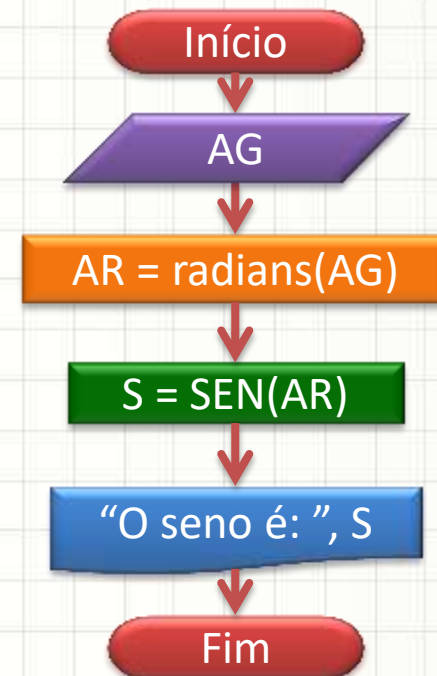 Início
AG
AR = radians(AG)
S = SEN(AR)
“O seno é: ”, S
Fim